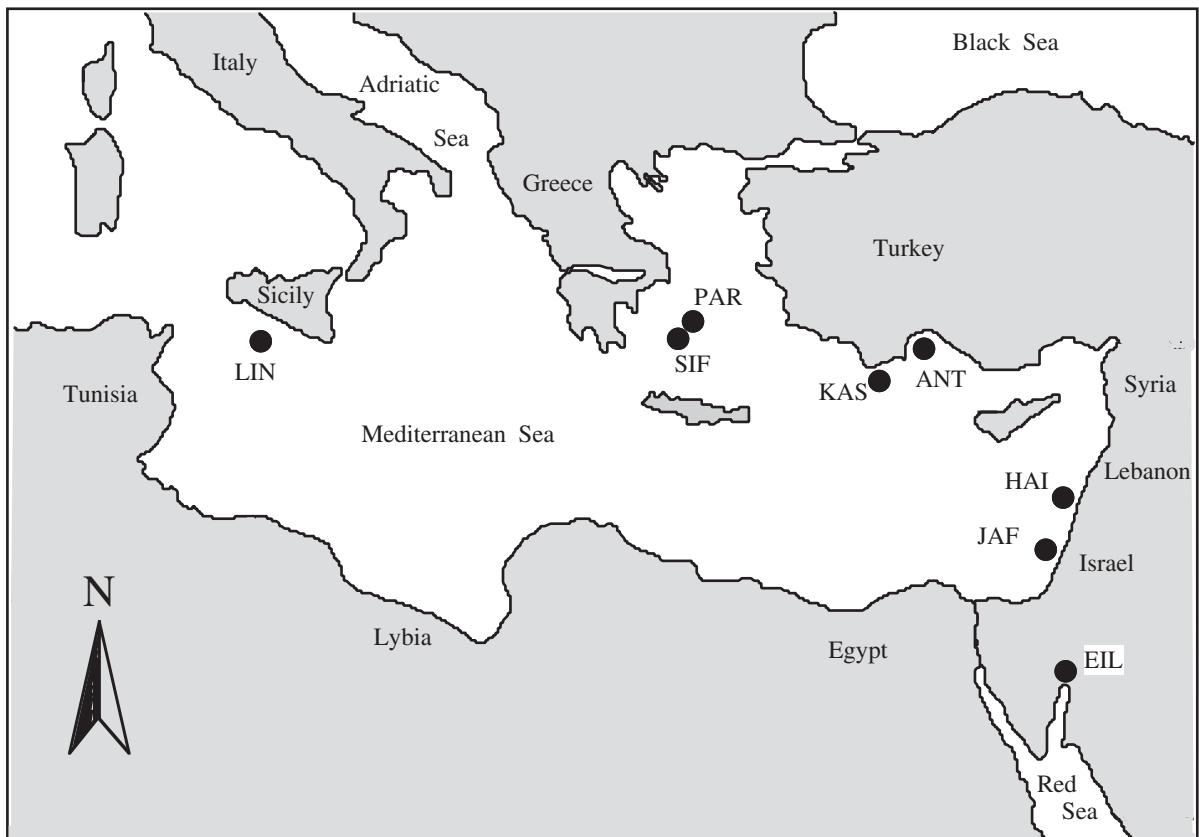 Black Sea
Italy
Adriatic
Sea
Greece
Turkey
Sicily
PAR
LIN
SIF
KAS
ANT
Tunisia
Syria
Mediterranean Sea
Lebanon
HAI
JAF
Israel
N
Lybia
Egypt
EIL
Red
Sea